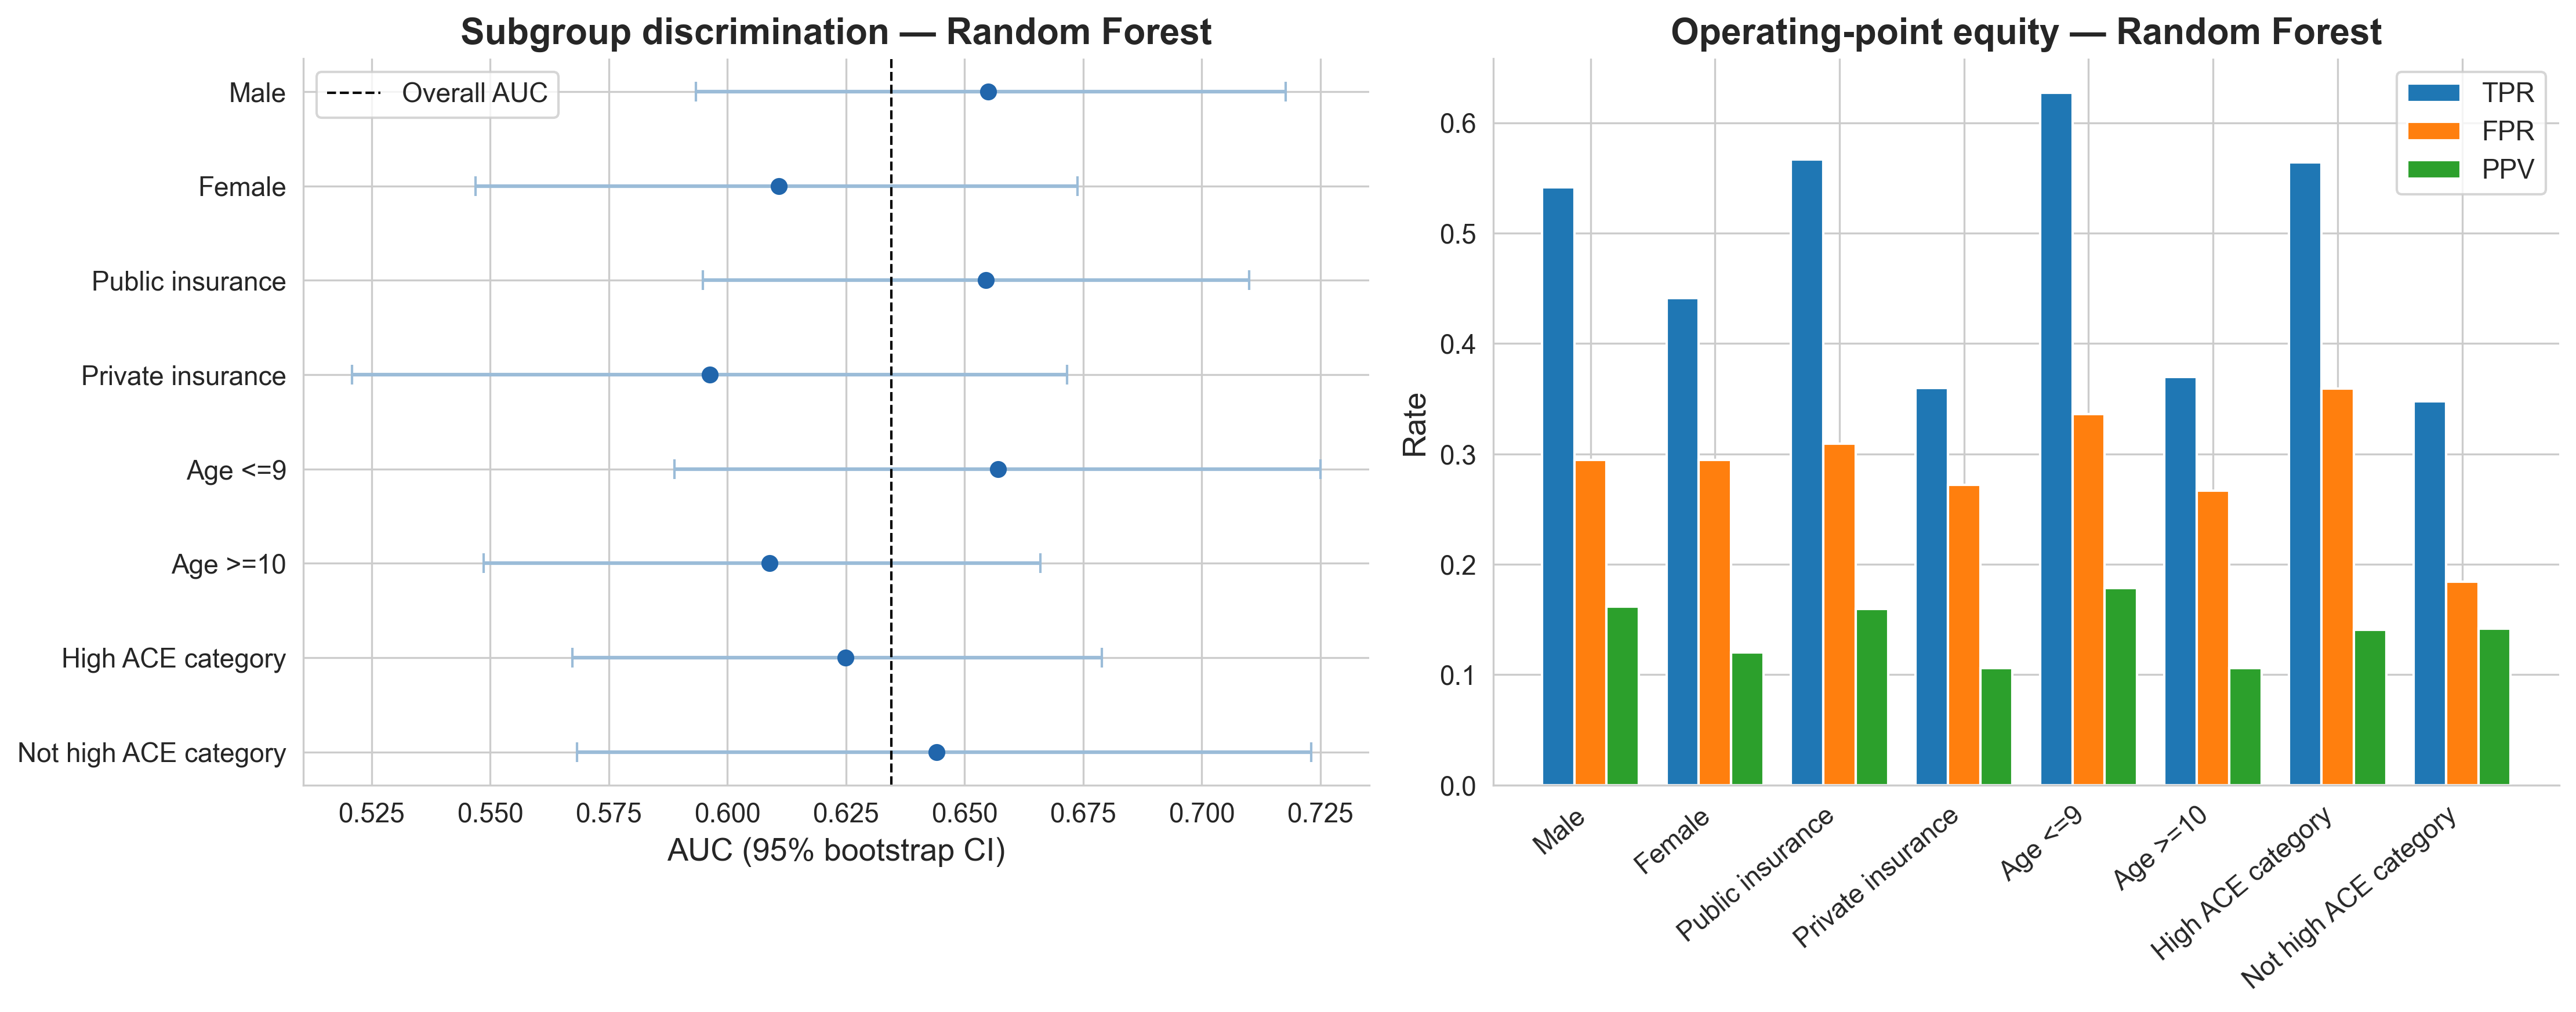 Subgroup discrimination — Random Forest
Overall AUC
Male
Female
Public insurance
Private insurance
Age <=9
Age >=10
High ACE category
Not high ACE category
0.525 0.550 0.575 0.600 0.625 0.650 0.675 0.700 0.725
AUC (95% bootstrap CI)
Operating-point equity — Random Forest
TPR
FPR
PPV
Rate
0.6
0.5
0.4
0.3
0.2
0.1
0.0
Male
Female
Public insurance
Private insurance
Age <=9
Age >=10
High ACE category
Not high ACE category